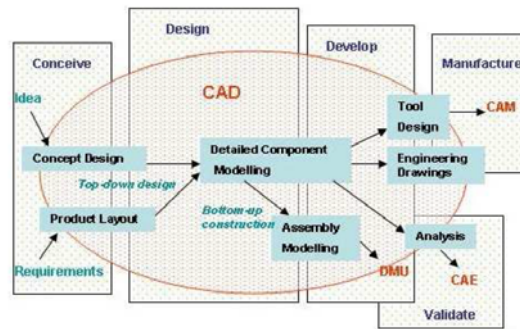 Design
Develop
Conceive
Manufacture
Idea
CAD
Tool
Design
CAM
Concept Design
Detailed Component
Modelling
Engineering
Drawings
Top-down design
Product Layout
Bottom-up
construction
Assembly
Modelling
Analysis
Requirements
DMU
CAE
Validate